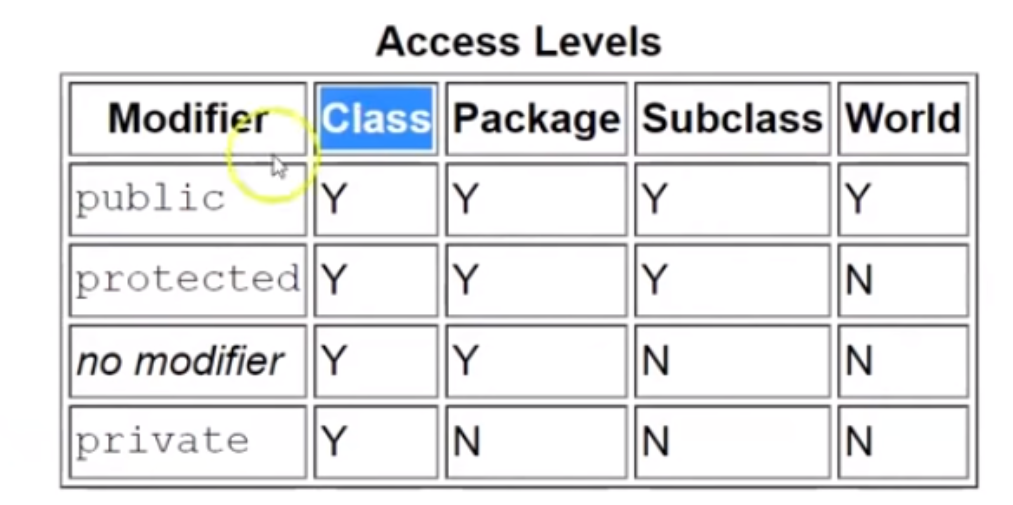 Access Levels
Modifier Class Package Subclass World
public Y Y Y Y
protected Y Y Y N
no modifier Y Y N N
private Y N N N